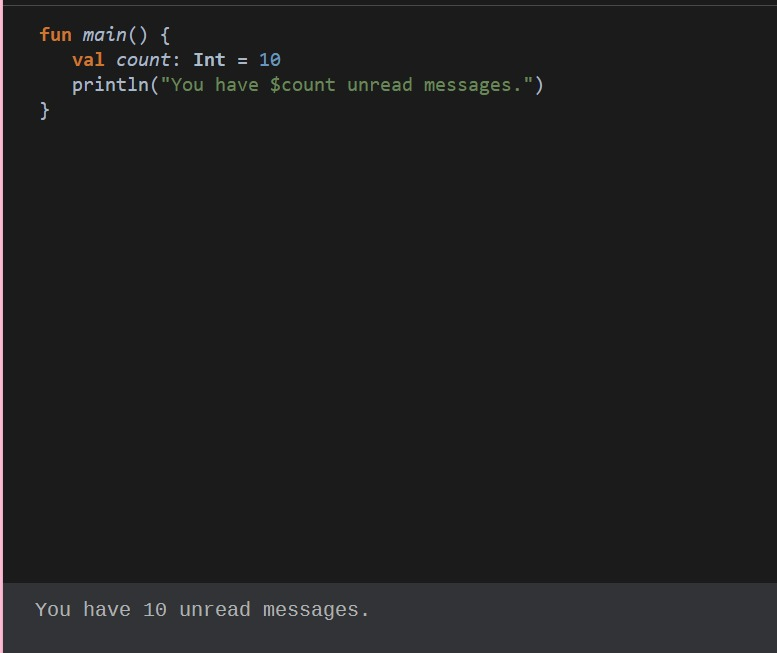 fun main() {
   val count: Int = 10
   println("You have $count unread messages.")
}
You have 10 unread messages.